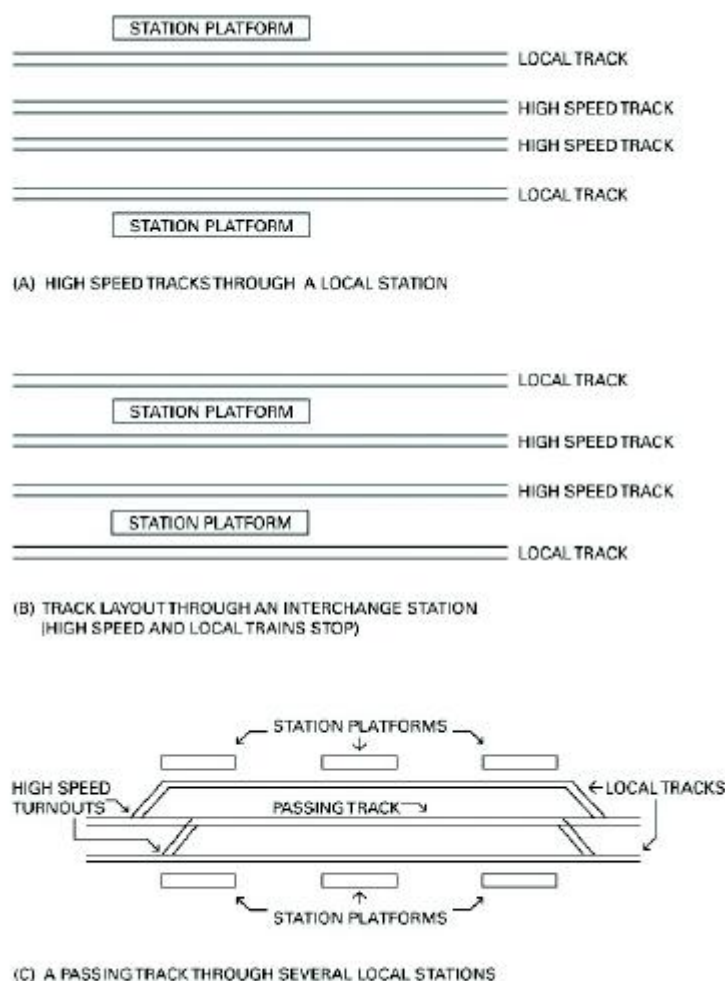 STATION PLATFORM
LOCAL TRACK
HIGH SPEED TRACK
HIGH SPEED TRACK
LOCAL TRACK
STATION PLATFORM
(A) HIGH SPEED TRACKS THROUGH A LOCAL STATION
LOCAL TRACK
STATION PLATFORM
HIGH SPEED TRACK
HIGH SPEED TRACK
STATION PLATFORM
LOCAL TRACK
(B) TRACK LAYOUT THROUGH AN INTERCHANGE STATION
(HIGH SPEED AND LOCAL TRAINS STOP)
STATION PLATFORMS
HIGH SPEED
TURNOUTS
LOCAL TRACKS
PASSING TRACK
STATION PLATFORMS
(C) A PASSING TRACK THROUGH SEVERAL LOCAL STATIONS